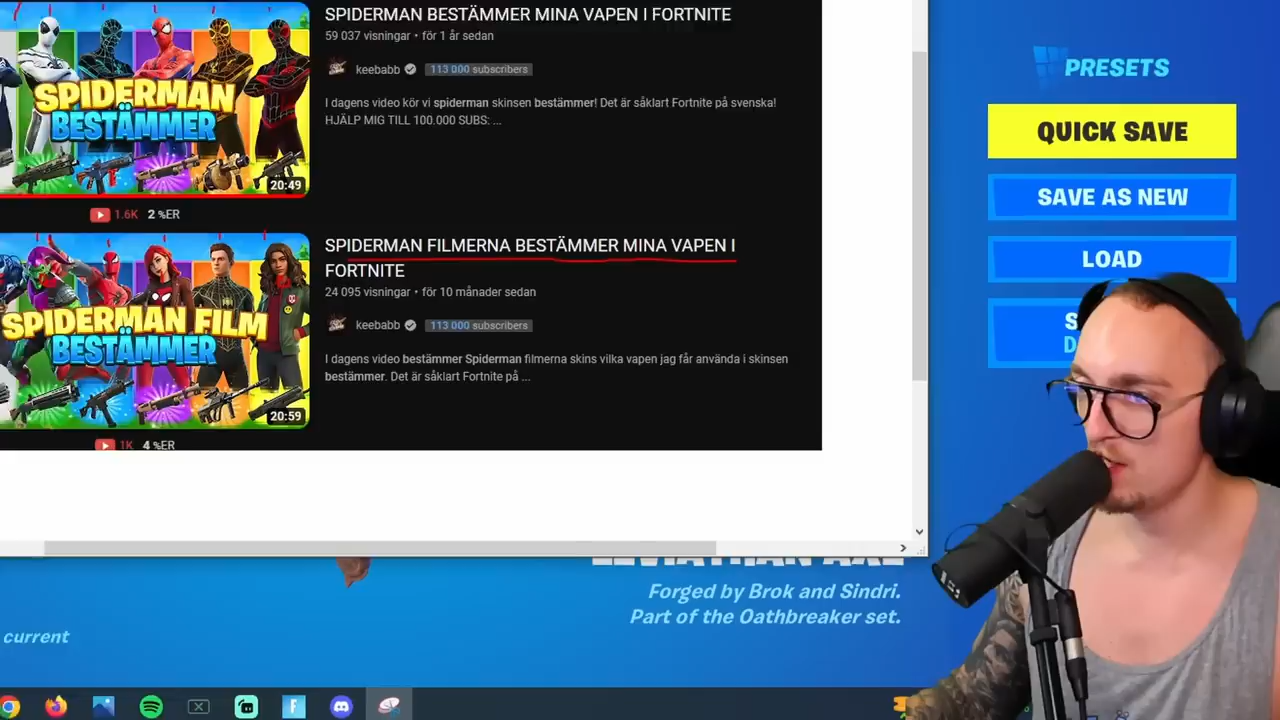 SPIDERMAN BESTÄMMER MINA VAPEN I FORTNITE
59 037 visningar • för 1 år sedan
keebabb 113 000 subscribers
I dagens video kör vi spiderman skinsen bestämmer! Det är såklart Fortnite på svenska!
HJÄLP MIG TILL 100.000 SUBS: ...
SPIDERMAN
BESTÄMMER
20:49
1.6K 2 %ER
SPIDERMAN FILMERNA BESTÄMMER MINA VAPEN I
FORTNITE
24 095 visningar • för 10 månader sedan
keebabb 113 000 subscribers
I dagens video bestämmer Spiderman filmerna skins vilka vapen jag får använda i skinsen
bestämmer. Det är såklart Fortnite på ...
SPIDERMAN FILM
BESTÄMMER
20:59
1K 4 %ER
PRESETS
QUICK SAVE
SAVE AS NEW
LOAD
LEVIATHAN AXE
Forged by Brok and Sindri.
Part of the Oathbreaker set.
current